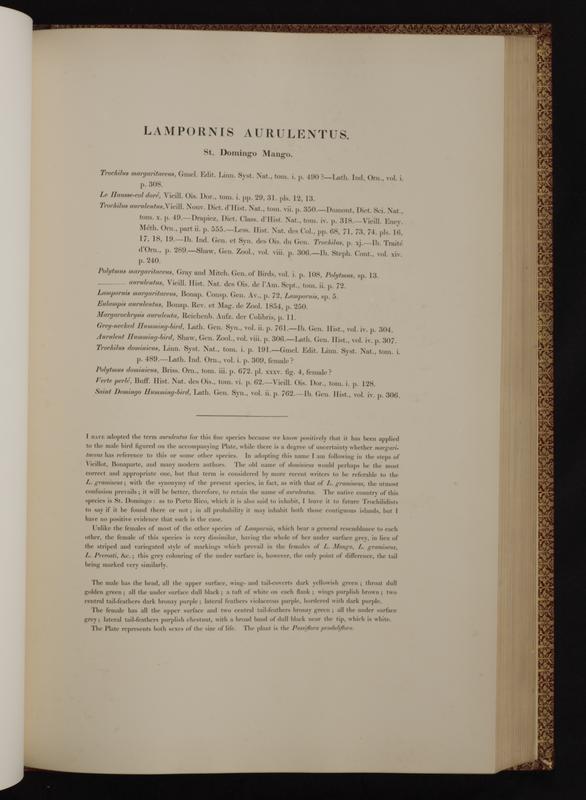 LAMPORNIS AURULENTUS.
St. Domingo Mango.
Trochilus margaritaceus, Gmel. Edit. Linn. Syst. Nat., tom. i. p. 490?—Lath. Ind. Orn., vol. i.
p. 308.
Le Hausse-col doré, Vieill. Ois. Dor., tom. i. pp. 29, 31. pls. 12, 13.
Trochilus aurulentus, Vieill. Nouv. Dict. d'Hist. Nat., tom. vii. p. 350.—Dumont, Dict. Sci. Nat.,
tom. x. p. 49.—Drapiez, Dict. Class. d'Hist. Nat., tom. iv. p. 318.—Vieill. Ency.
Méth. Orn., part ii. p. 555.—Less. Hist. Nat. des Col., pp. 68, 71, 73, 74. pls. 16,
17, 18, 19.—Ib. Ind. Gen. et Syn. des Ois. du Gen. Trochilus, p. xj.—Ib. Traité
d'Orn., p. 289.—Shaw, Gen. Zool., vol. viii. p. 306.—Ib. Steph. Cont., vol. xiv.
p. 240.
Polytmus margaritaceus, Gray and Mitch. Gen. of Birds, vol. i. p. 108, Polytmus, sp. 13.
aurulentus, Vieill. Hist. Nat. des Ois. de l'Am. Sept., tom. ii. p. 72.
Lampornis margaritaceus, Bonap. Consp. Gen. Av., p. 72, Lampornis, sp. 5.
Eulampis aurulentus, Bonap. Rev. et Mag. de Zool. 1854, p. 250.
Margarochrysis aurulenta, Reichenb. Aufz. der Colibris, p. 11.
Grey-necked Humming-bird, Lath. Gen. Syn., vol. ii. p. 761.—Ib. Gen. Hist., vol. iv. p. 304.
Aurulent Humming-bird, Shaw, Gen. Zool., vol. viii. p. 306.—Lath. Gen. Hist., vol. iv. p. 307.
Trochilus dominicus, Linn. Syst. Nat., tom. i. p. 191.—Gmel. Edit. Linn. Syst. Nat., tom. i.
p. 489.—Lath. Ind. Orn., vol. i. p. 309, female?
Polytmus dominicus, Briss. Orn., tom. iii. p. 672. pl. xxxv. fig. 4, female?
Verte perlé, Buff. Hist. Nat. des Ois., tom. vi. p. 62.—Vieill. Ois. Dor., tom. i. p. 128.
Saint Domingo Humming-bird, Lath. Gen. Syn., vol. ii. p. 762.—Ib. Gen. Hist., vol. iv. p. 306.
I HAVE adopted the term aurulentus for this fine species because we know positively that it has been applied
to the male bird figured on the accompanying Plate, while there is a degree of uncertainty whether margari-
taceus has reference to this or some other species. In adopting this name I am following in the steps of
Vieillot, Bonaparte, and many modern authors. The old name of dominicus would perhaps be the most
correct and appropriate one, but that term is considered by more recent writers to be referable to the
L. gramineus; with the synonymy of the present species, in fact, as with that of L. gramineus, the utmost
confusion prevails; it will be better, therefore, to retain the name of aurulentus. The native country of this
species is St. Domingo: as to Porto Rico, which it is also said to inhabit, I leave it to future Trochilidists
to say if it be found there or not; in all probability it may inhabit both those contiguous islands, but I
have no positive evidence that such is the case.
Unlike the females of most of the other species of Lampornis, which bear a general resemblance to each
other, the female of this species is very dissimilar, having the whole of her under surface grey, in lieu of
the striped and variegated style of markings which prevail in the females of L. Mango, L. gramineus,
L. Prevosti, &c.; this grey colouring of the under surface is, however, the only point of difference, the tail
being marked very similarly.
The male has the head, all the upper surface, wing- and tail-coverts dark yellowish green; throat dull
golden green; all the under surface dull black; a tuft of white on each flank; wings purplish brown; two
central tail-feathers dark bronzy purple; lateral feathers violaceous purple, bordered with dark purple.
The female has all the upper surface and two central tail-feathers bronzy green; all the under surface
grey; lateral tail-feathers purplish chestnut, with a broad band of dull black near the tip, which is white.
The Plate represents both sexes of the size of life. The plant is the Passiflora penduliflora.